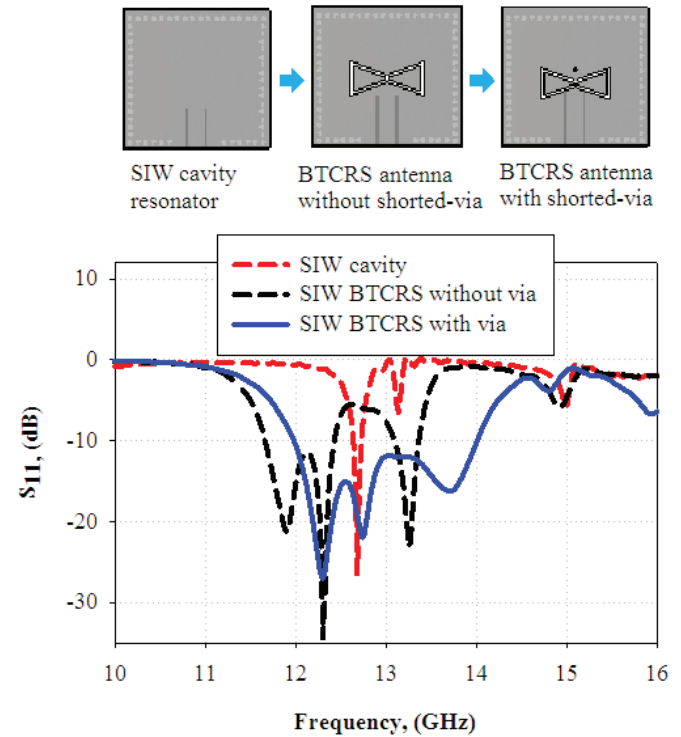 SIW cavity
resonator
BTCRS antenna
without shorted-via
BTCRS antenna
with shorted-via
SIW cavity
SIW BTCRS without via
SIW BTCRS with via
10
0
-10
-20
-30
S11, (dB)
10 11 12 13 14 15 16
Frequency, (GHz)